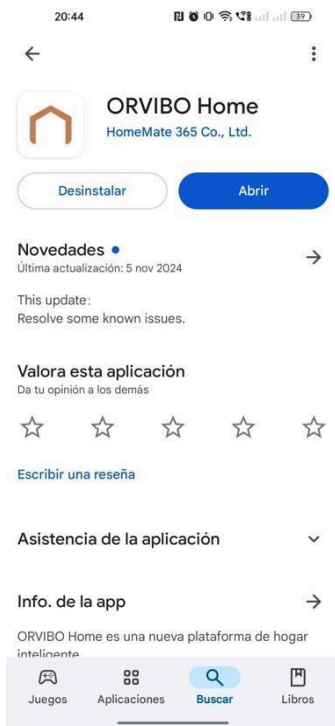 20:44
39
ORVIBO Home
HomeMate 365 Co., Ltd.
Desinstalar
Abrir
Novedades
Última actualización: 5 nov 2024
This update:
Resolve some known issues.
Valora esta aplicación
Da tu opinión a los demás
Escribir una reseña
Asistencia de la aplicación
Info. de la app
ORVIBO Home es una nueva plataforma de hogar
inteligente
Juegos
Aplicaciones
Buscar
Libros